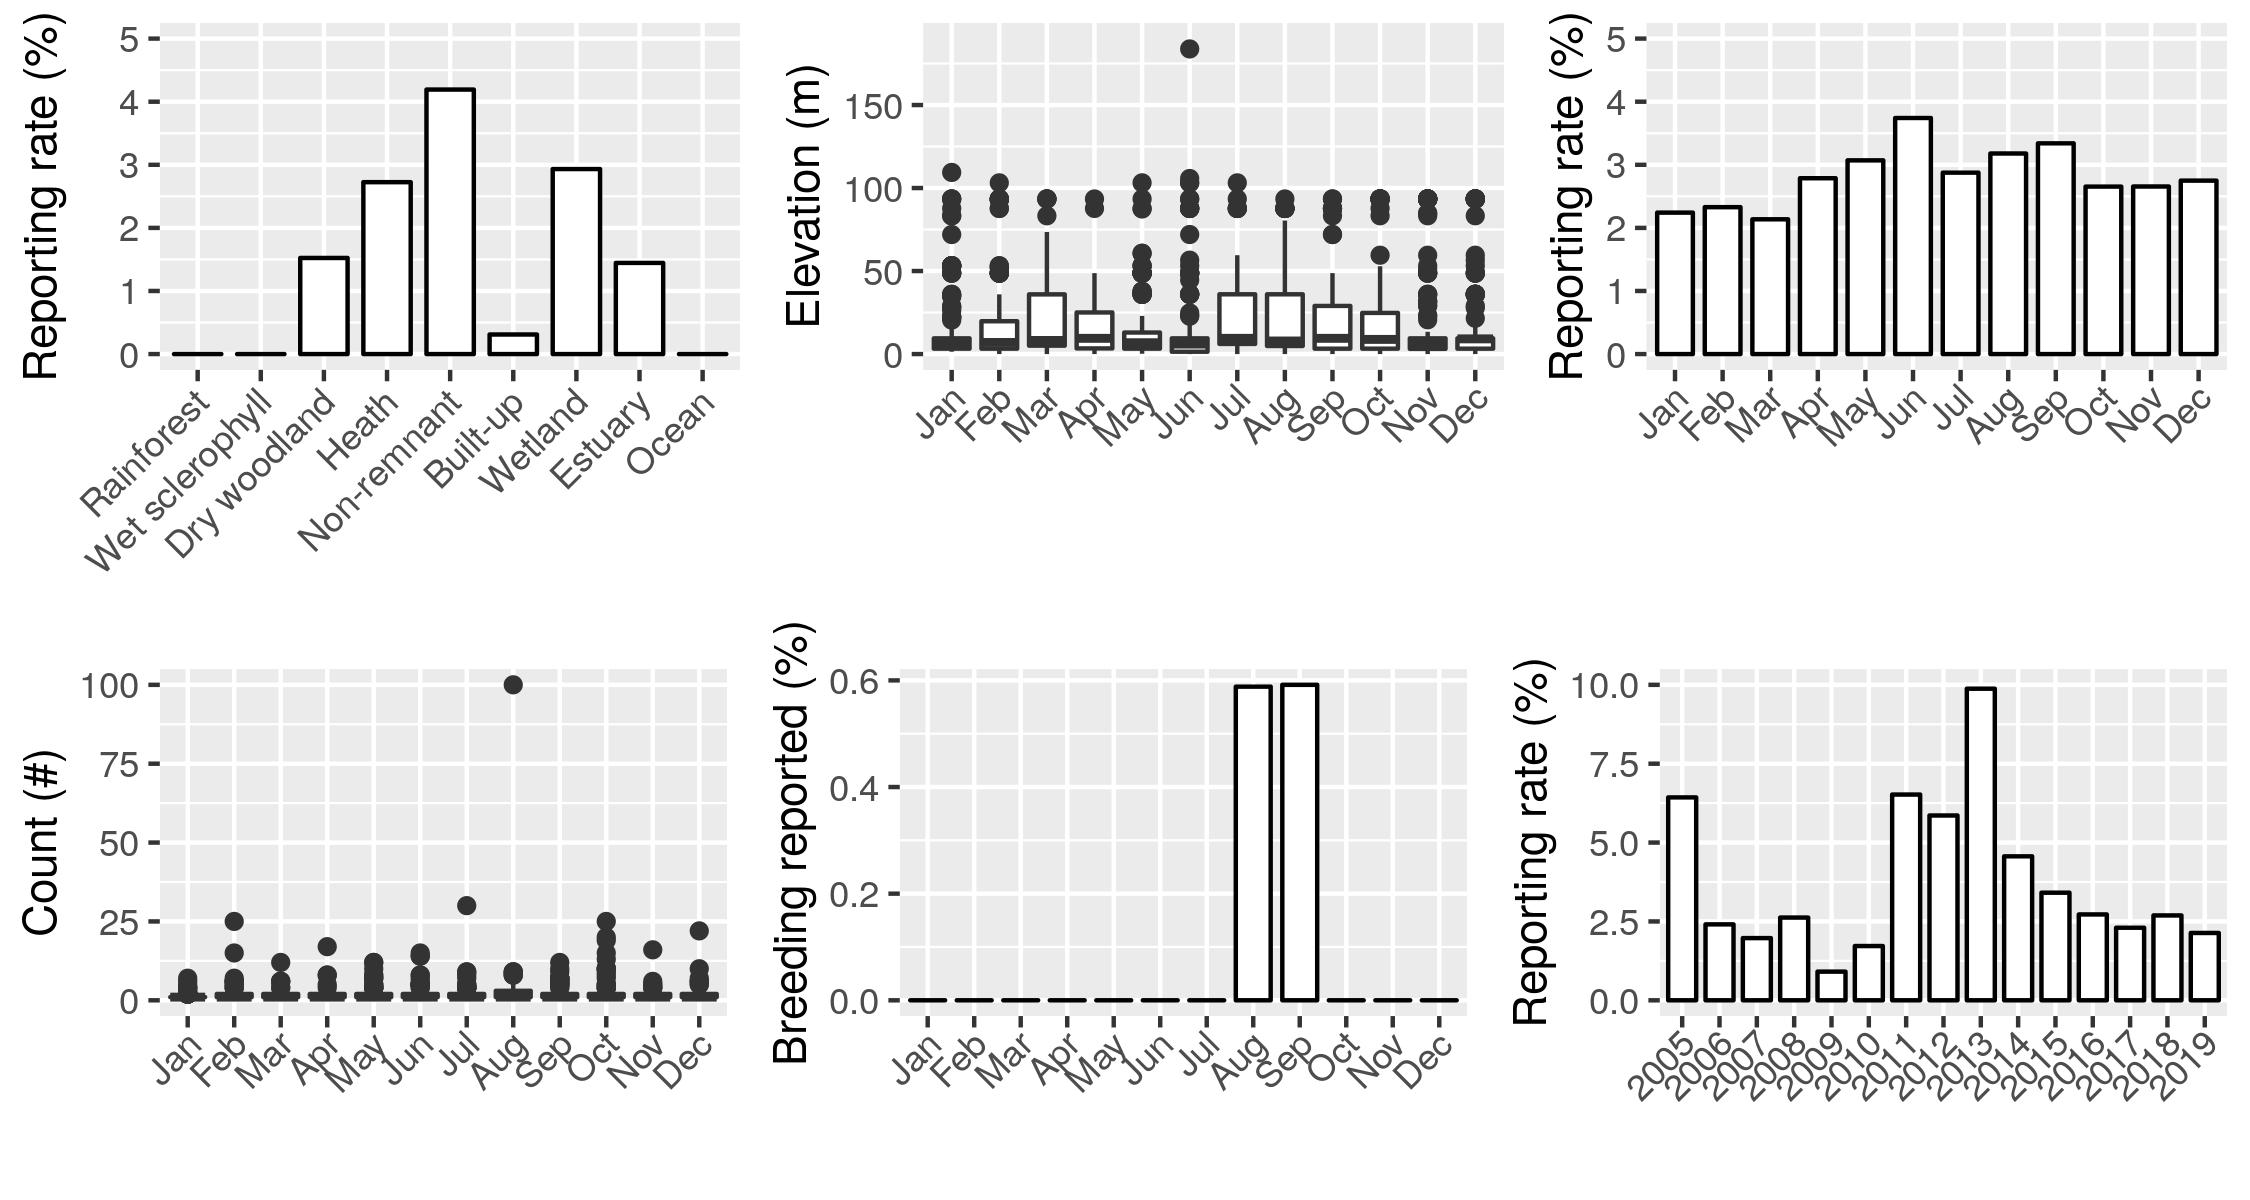 Reporting rate (%)
5
4
3
2
1
0
Rainforest
Wet sclerophyll
Dry woodland
Heath
Non-remnant
Built-up
Wetland
Estuary
Ocean
Elevation (m)
150
100
50
0
Jan
Feb
Mar
Apr
May
Jun
Jul
Aug
Sep
Oct
Nov
Dec
Reporting rate (%)
5
4
3
2
1
0
Jan
Feb
Mar
Apr
May
Jun
Jul
Aug
Sep
Oct
Nov
Dec
Count (#)
100
75
50
25
0
Jan
Feb
Mar
Apr
May
Jun
Jul
Aug
Sep
Oct
Nov
Dec
Breeding reported (%)
0.6
0.4
0.2
0.0
Jan
Feb
Mar
Apr
May
Jun
Jul
Aug
Sep
Oct
Nov
Dec
Reporting rate (%)
10.0
7.5
5.0
2.5
0.0
2005
2006
2007
2008
2009
2010
2011
2012
2013
2014
2015
2016
2017
2018
2019